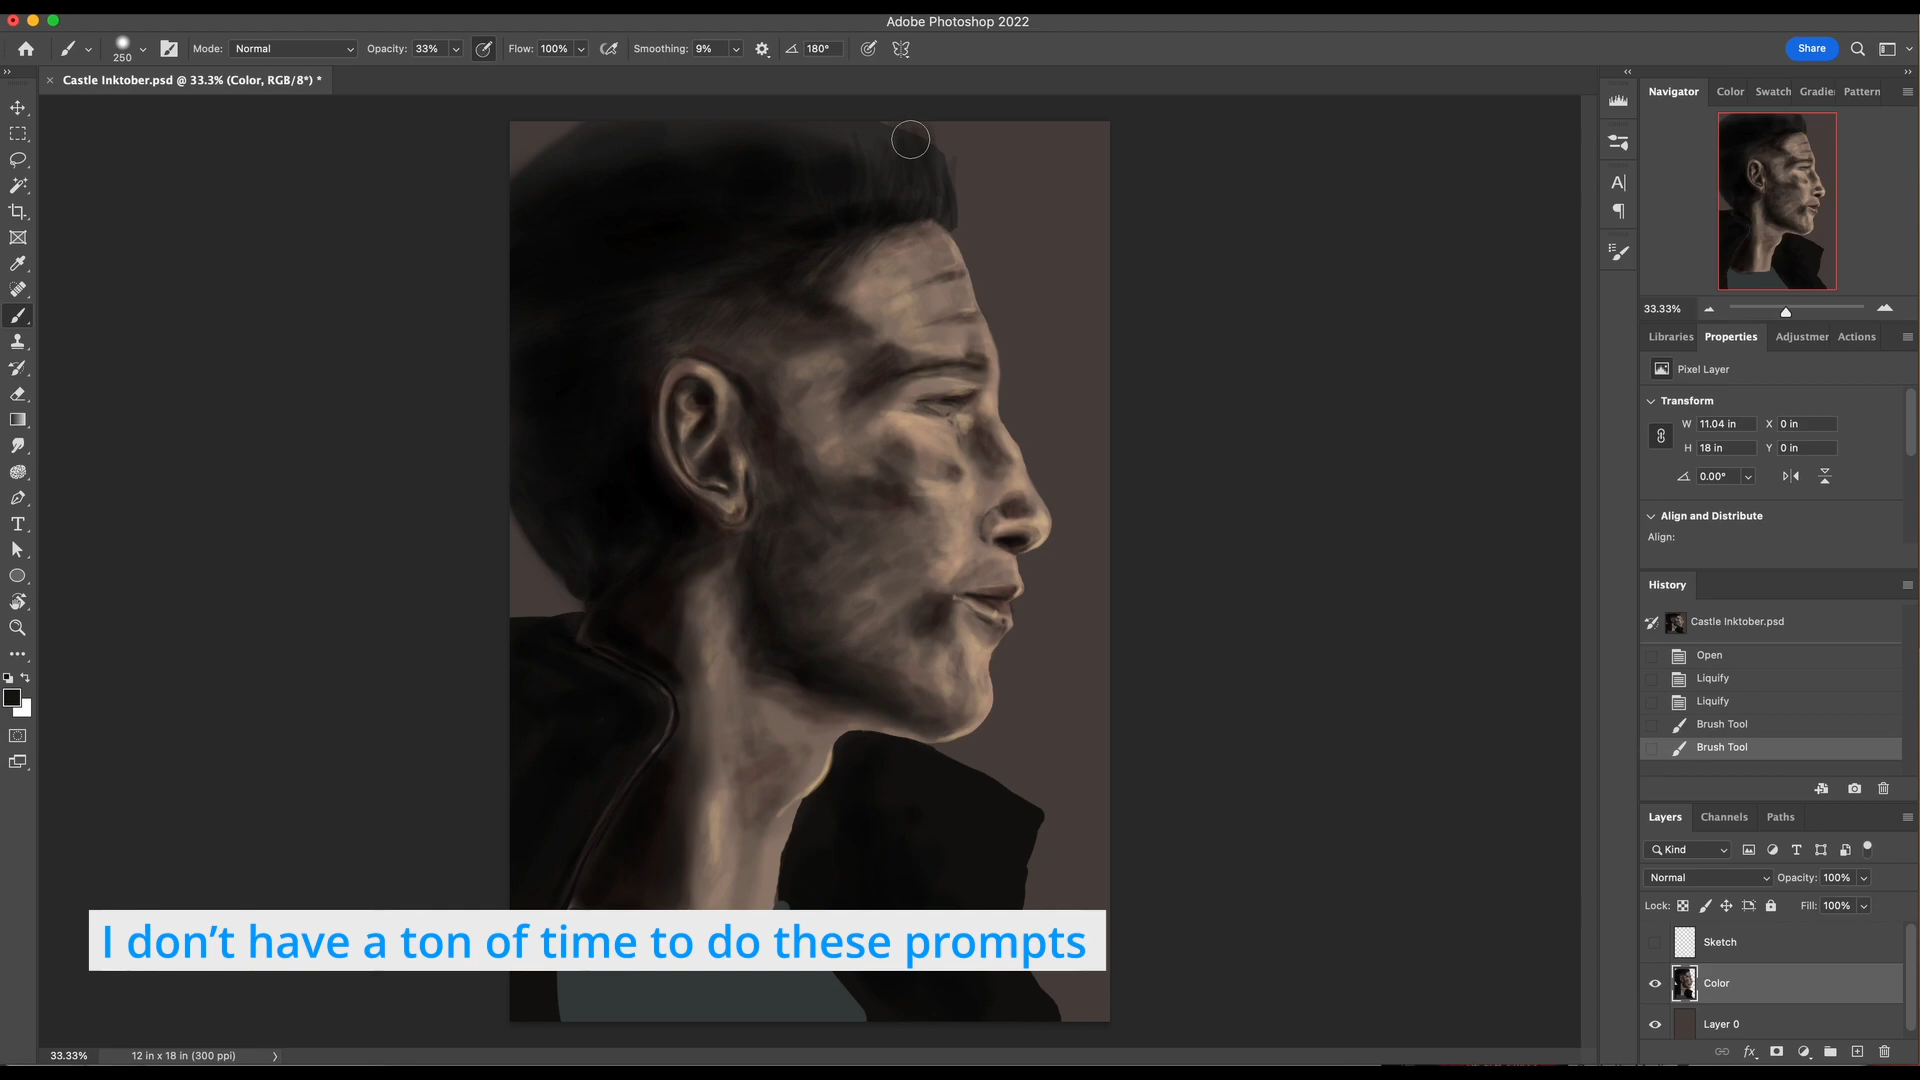 Adobe Photoshop 2022
250
Mode: Normal
Opacity: 33%
Flow: 100%
Smoothing: 9%
180°
Share
Castle Inktober.psd @ 33.3% (Color, RGB/8*) *
Navigator
Color
Swatch
Gradie
Pattern
33.33%
Libraries
Properties
Adjustmer
Actions
Pixel Layer
Transform
W 11.04 in
X 0 in
H 18 in
Y 0 in
0.00°
Align and Distribute
Align:
History
Castle Inktober.psd
Open
Liquify
Liquify
Brush Tool
Brush Tool
Layers
Channels
Paths
Kind
Normal
Opacity: 100%
Lock:
Fill: 100%
Sketch
Color
Layer 0
fx
I don’t have a ton of time to do these prompts
33.33%
12 in x 18 in (300 ppi)